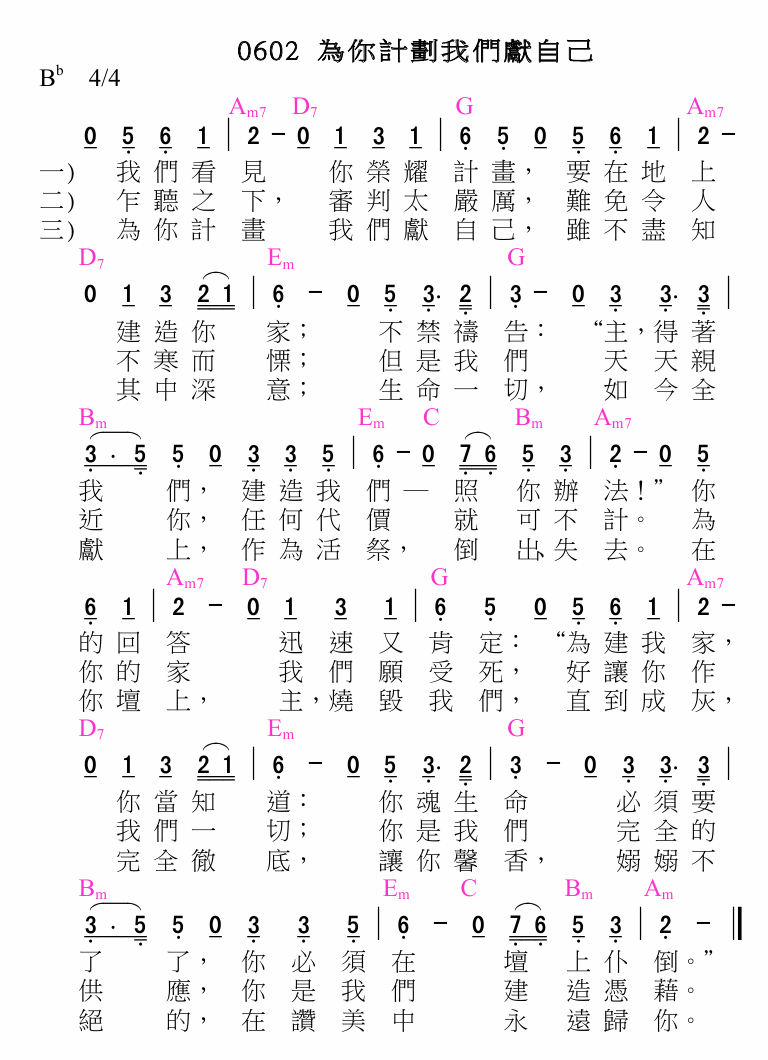 0602 為你計劃我們獻自己
Bb 4/4
Am7 D7 G Am7
0 5 6 1 | 2 – 0 1 3 1 | 6 5 0 5 6 1 | 2 –
一) 我們看見 你榮耀計畫， 要在地上
二) 乍聽之下， 審判太嚴厲， 難免令人
三) 為你計畫 我們獻自己， 雖不盡知
D7 Em G
0 1 3 2 1 | 6 – 0 5 3· 2 | 3 – 0 3 3· 3 |
建造你家； 不禁禱告： “主，得著
不寒而慄； 但是我們 天天親
其中深意； 生命一切， 如今全
Bm Em C Bm Am7
3 · 5 5 0 3 3 5 | 6 – 0 7 6 5 3 | 2 – 0 5
我們， 建造我們—照你辦法！” 你
近你， 任何代價 就可不計。 為
獻上， 作為活祭， 倒出、失去。 在
Am7 D7 G Am7
6 1 | 2 – 0 1 3 1 | 6 5 0 5 6 1 | 2 –
的回答 迅速又肯定： “為建我家，
你的家 我們願受死， 好讓你作
你壇上， 主，燒毀我們， 直到成灰，
D7 Em G
0 1 3 2 1 | 6 – 0 5 3· 2 | 3 – 0 3 3· 3 |
你當知道： 你魂生命 必須要
我們一切； 你是我們 完全的
完全徹底， 讓你馨香， 嫋嫋不
Bm Em C Bm Am
3 · 5 5 0 3 3 5 | 6 – 0 7 6 5 3 | 2 – ||
了了， 你必須在 壇上仆倒。”
供應， 你是我們 建造憑藉。
絕的， 在讚美中 永遠歸你。